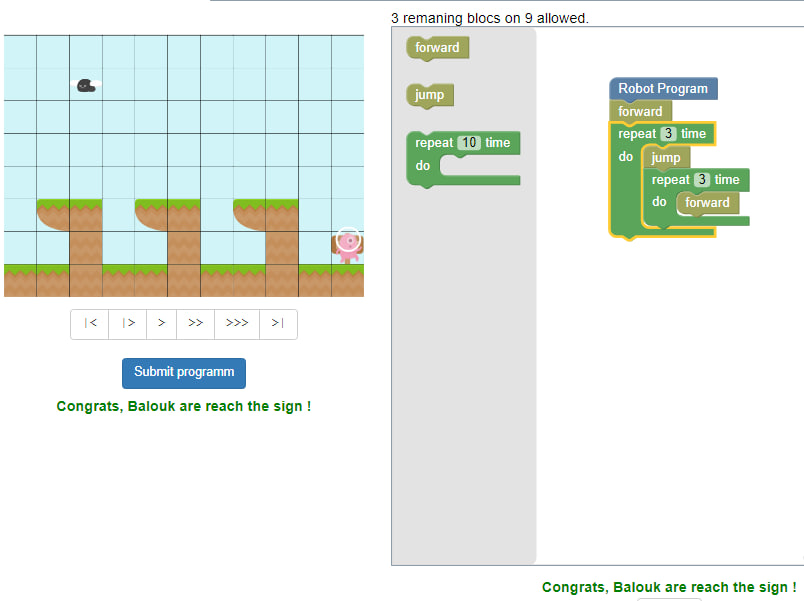 3 remaning blocs on 9 allowed.
forward
jump
repeat 10 time
do
Robot Program
forward
repeat 3 time
do jump
repeat 3 time
do forward
|< |> > >> >>> >|
Submit programm
Congrats, Balouk are reach the sign !
Congrats, Balouk are reach the sign !